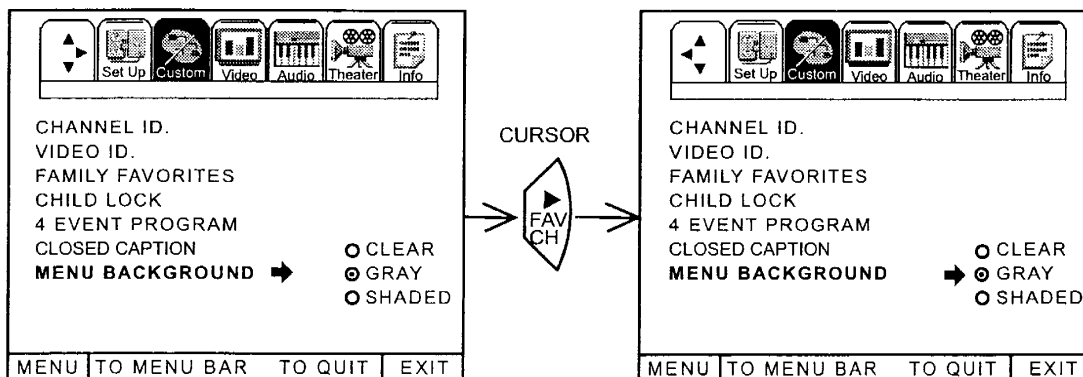 Set Up Custom Video Audio Theater Info
CHANNEL ID.
VIDEO ID.
FAMILY FAVORITES
CHILD LOCK
4 EVENT PROGRAM
CLOSED CAPTION CLEAR
MENU BACKGROUND GRAY
SHADED
MENU TO MENU BAR TO QUIT EXIT
CURSOR
FAV
CH
Set Up Custom Video Audio Theater Info
CHANNEL ID.
VIDEO ID.
FAMILY FAVORITES
CHILD LOCK
4 EVENT PROGRAM
CLOSED CAPTION CLEAR
MENU BACKGROUND GRAY
SHADED
MENU TO MENU BAR TO QUIT EXIT